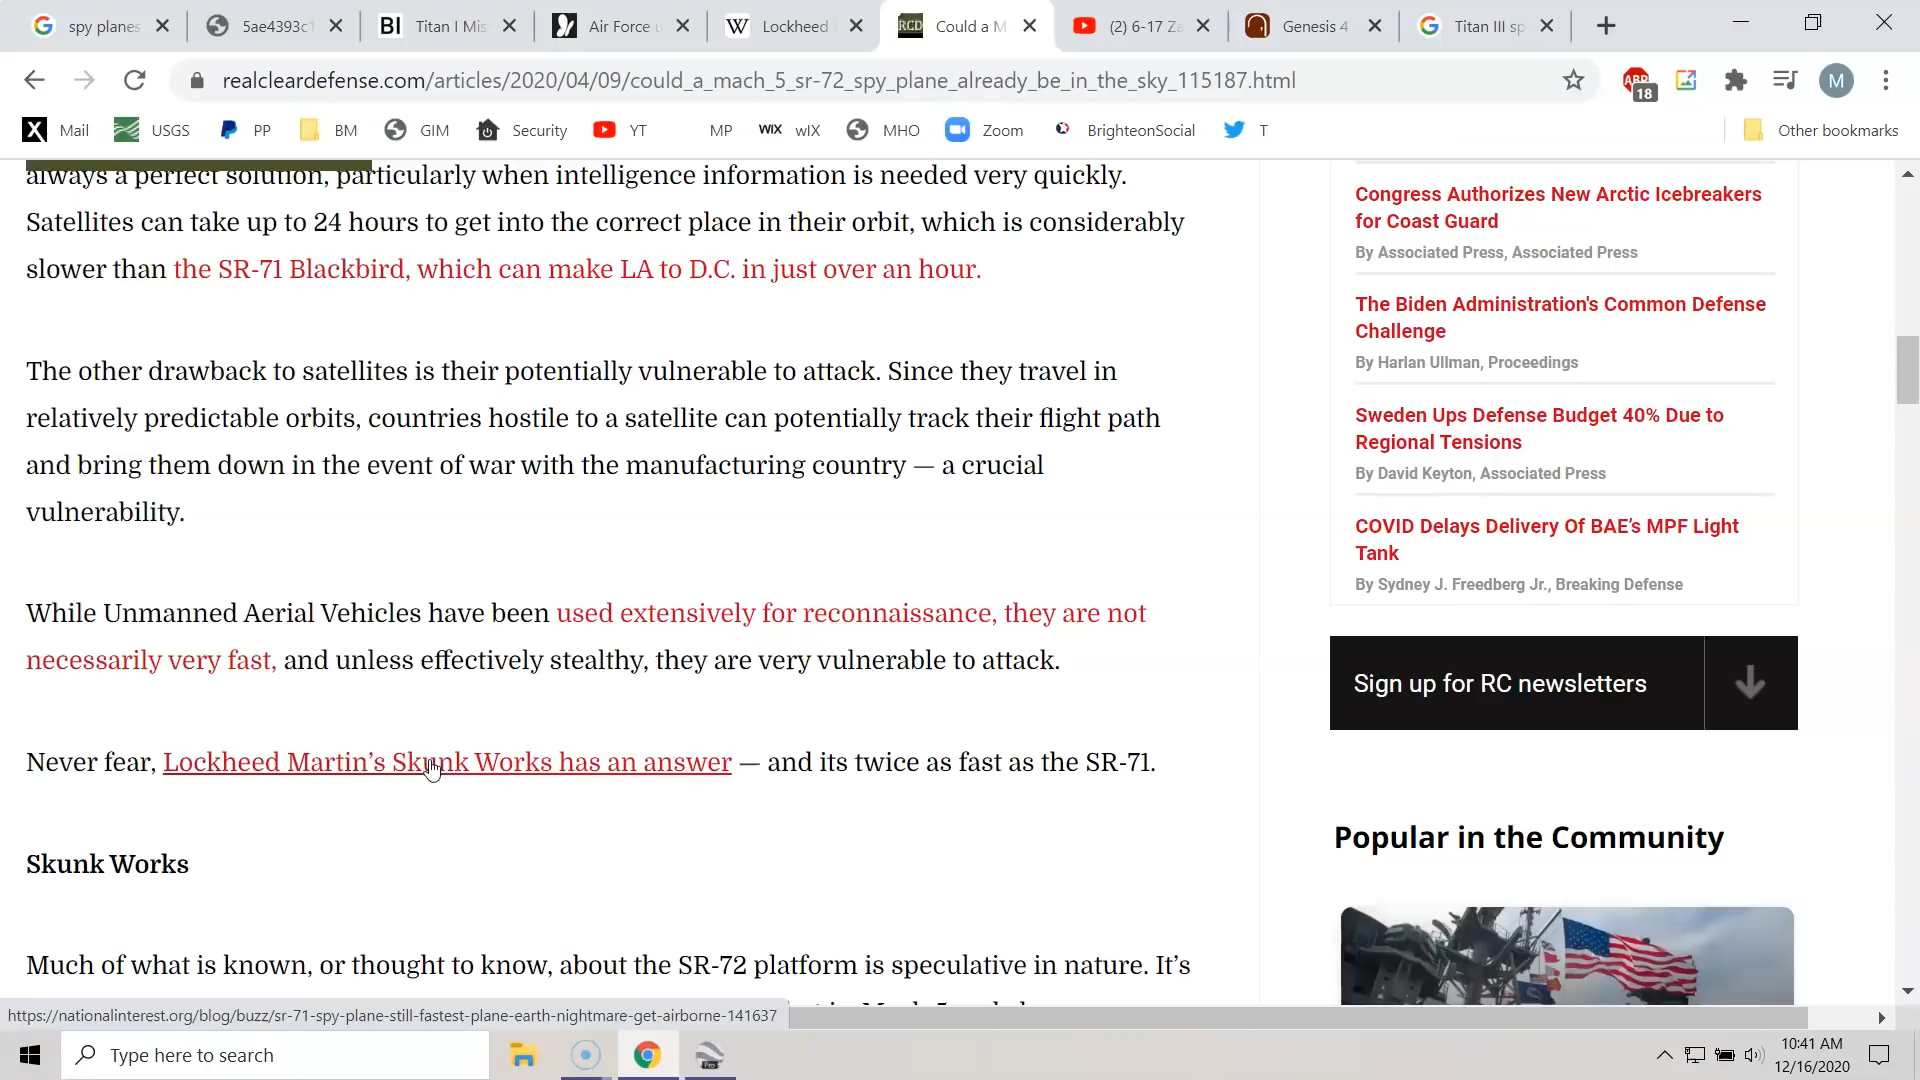 spy planes
5ae4393c
BI
Titan I Mis
Air Force u
W
Lockheed
RCD
Could a M
(2) 6-17 Za
Genesis 4
Titan III sp
realcleardefense.com/articles/2020/04/09/could_a_mach_5_sr-72_spy_plane_already_be_in_the_sky_115187.html
ABP
18
M
X Mail
USGS
PP
BM
GIM
Security
YT
MP
WIX wIX
MHO
Zoom
BrighteonSocial
T
Other bookmarks
always a perfect solution, particularly when intelligence information is needed very quickly.
Satellites can take up to 24 hours to get into the correct place in their orbit, which is considerably
slower than the SR-71 Blackbird, which can make LA to D.C. in just over an hour.
The other drawback to satellites is their potentially vulnerable to attack. Since they travel in
relatively predictable orbits, countries hostile to a satellite can potentially track their flight path
and bring them down in the event of war with the manufacturing country — a crucial
vulnerability.
While Unmanned Aerial Vehicles have been used extensively for reconnaissance, they are not
necessarily very fast, and unless effectively stealthy, they are very vulnerable to attack.
Never fear, Lockheed Martin’s Skunk Works has an answer — and its twice as fast as the SR-71.
Skunk Works
Much of what is known, or thought to know, about the SR-72 platform is speculative in nature. It’s
Congress Authorizes New Arctic Icebreakers
for Coast Guard
By Associated Press, Associated Press
The Biden Administration's Common Defense
Challenge
By Harlan Ullman, Proceedings
Sweden Ups Defense Budget 40% Due to
Regional Tensions
By David Keyton, Associated Press
COVID Delays Delivery Of BAE’s MPF Light
Tank
By Sydney J. Freedberg Jr., Breaking Defense
Sign up for RC newsletters
Popular in the Community
https://nationalinterest.org/blog/buzz/sr-71-spy-plane-still-fastest-plane-earth-nightmare-get-airborne-141637
Type here to search
Pro
10:41 AM
12/16/2020